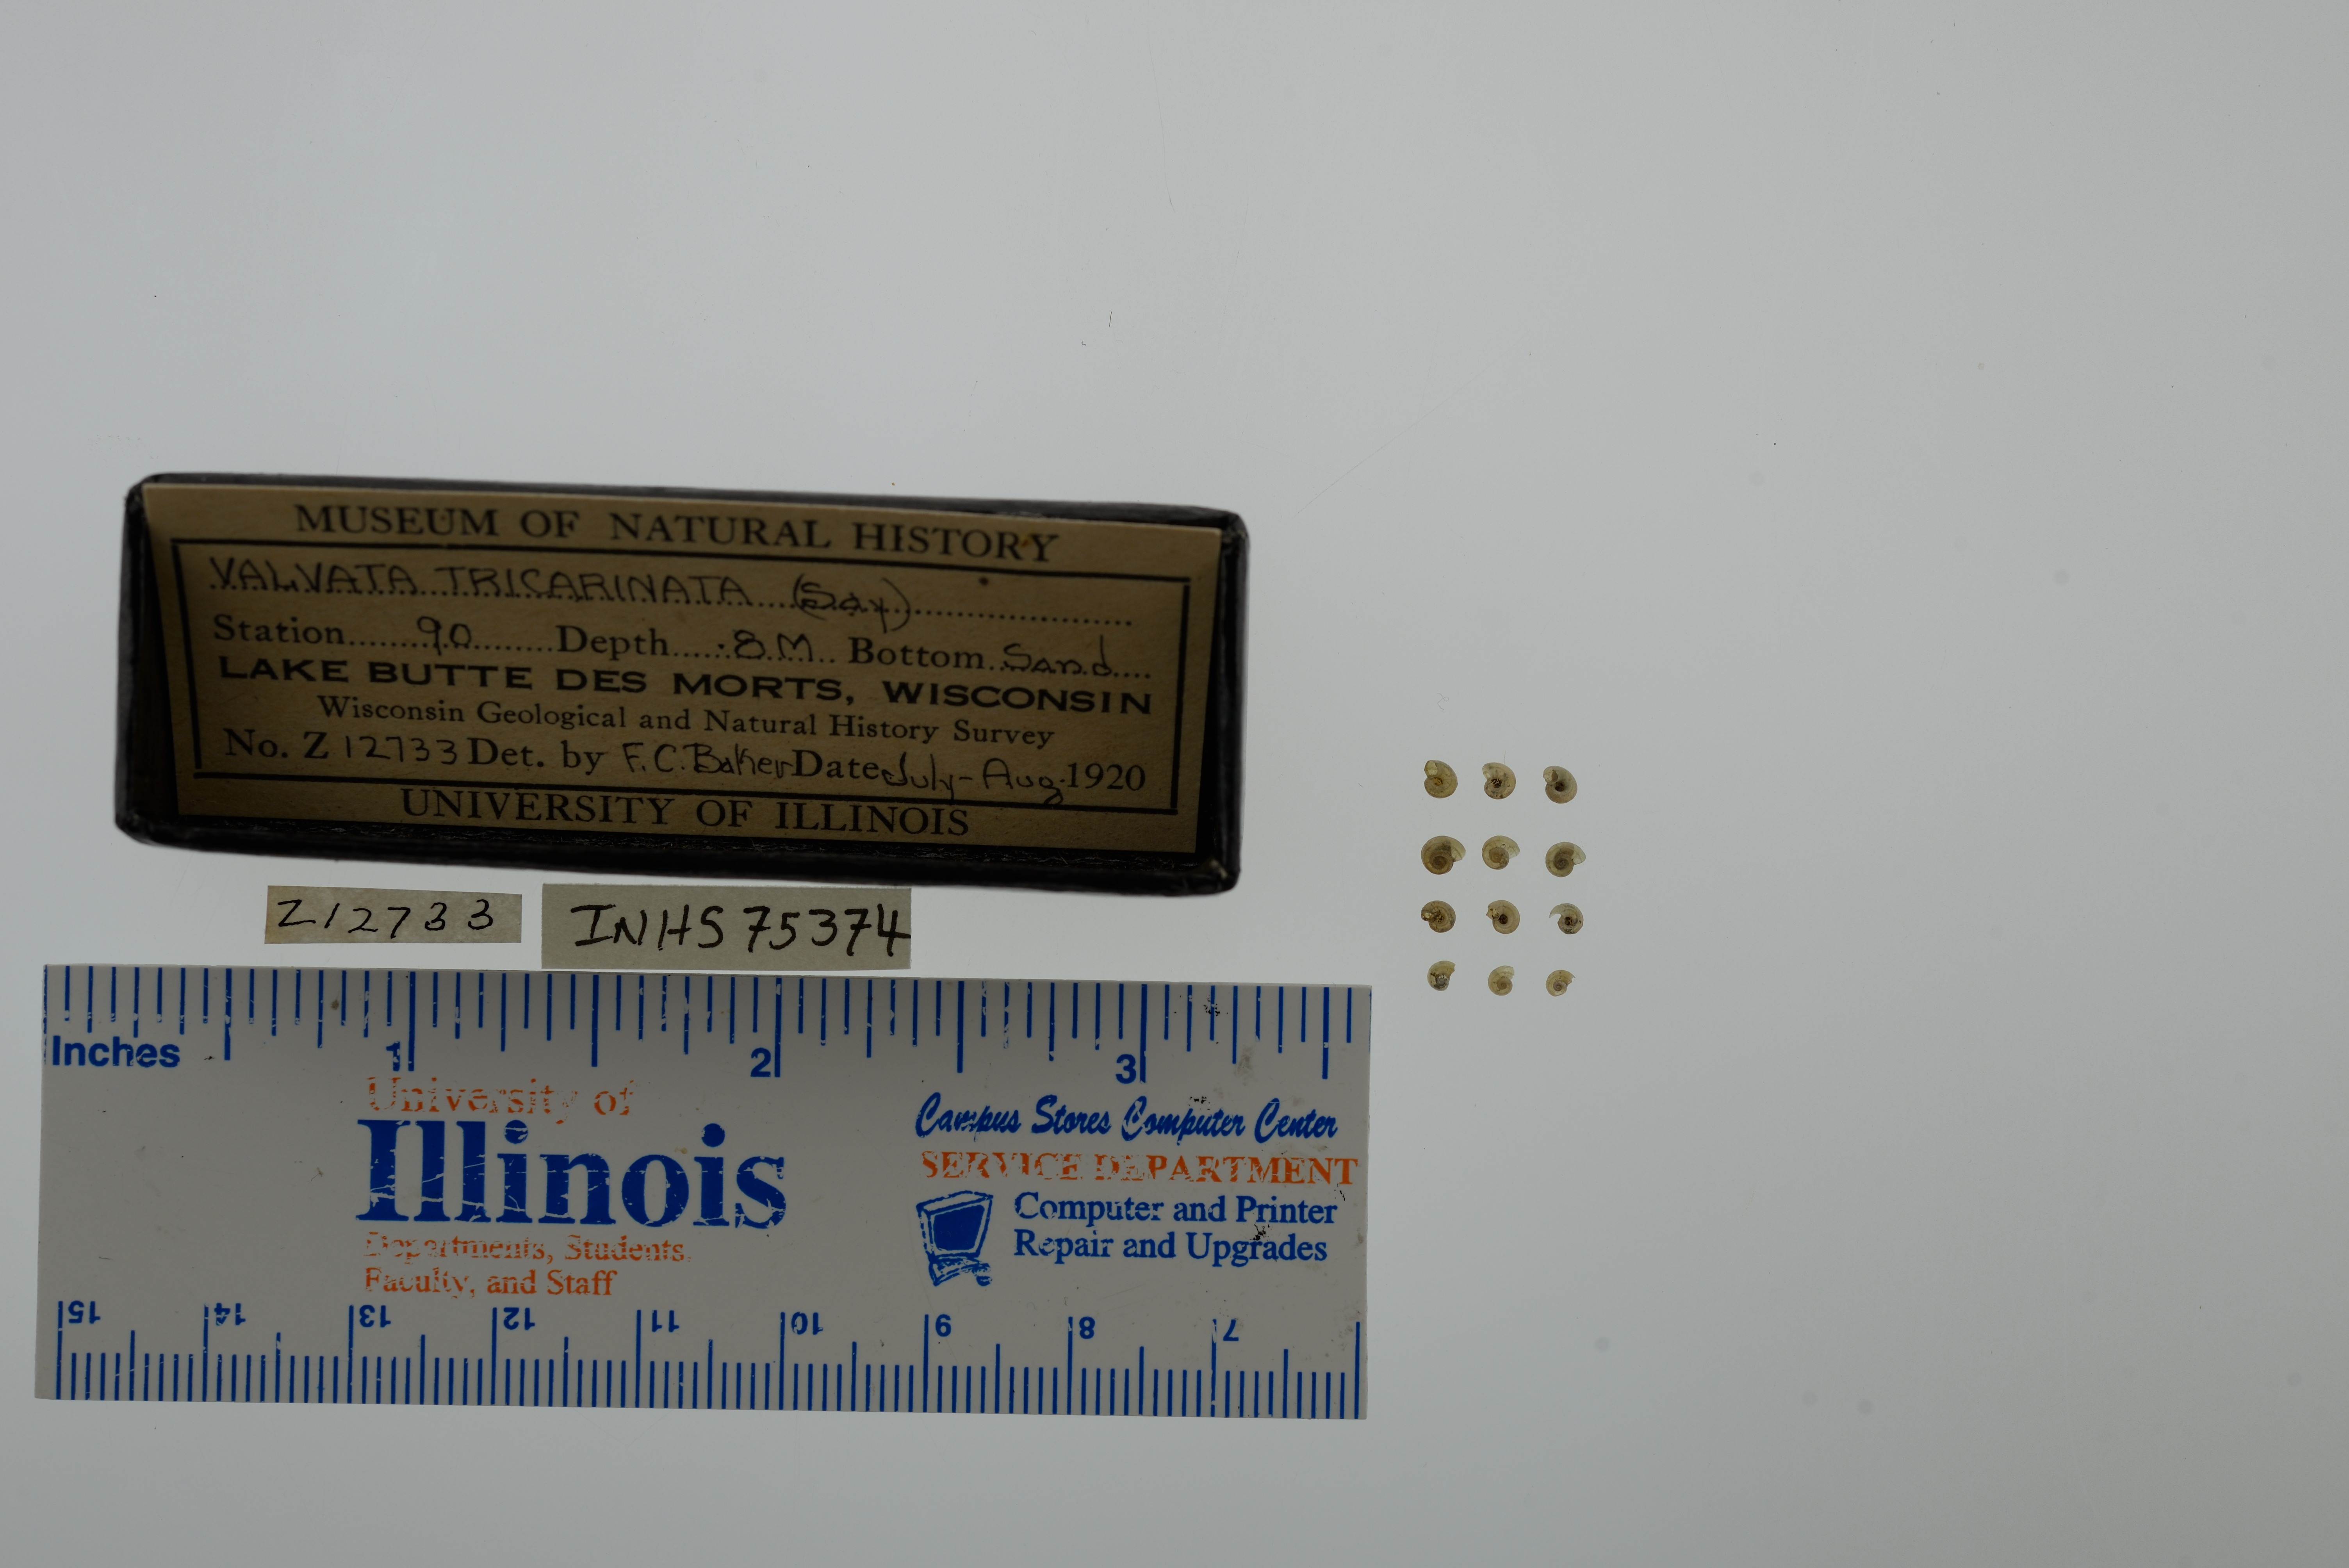 MUSEUM OF NATURAL HISTORY
VALVATA TRICARINATA (Say)
Station 90 Depth .8 M Bottom Sand
LAKE BUTTE DES MORTS, WISCONSIN
Wisconsin Geological and Natural History Survey
No. Z 12733 Det. by F.C. Baker Date July-Aug. 1920
UNIVERSITY OF ILLINOIS
Z12733
INHS 75374
Inches 1 2 3
University of
Illinois
Departments, Students,
Faculty, and Staff
Campus Stores Computer Center
SERVICE DEPARTMENT
Computer and Printer
Repair and Upgrades
15 14 13 12 11 10 9 8 7